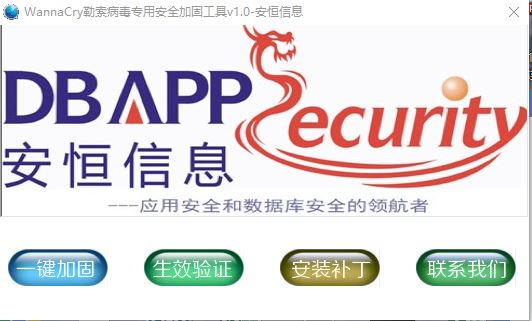 WannaCry勒索病毒专用安全加固工具v1.0-安恒信息
DBAPPSecurity
安恒信息
---应用安全和数据库安全的领航者
一键加固 生效验证 安装补丁 联系我们